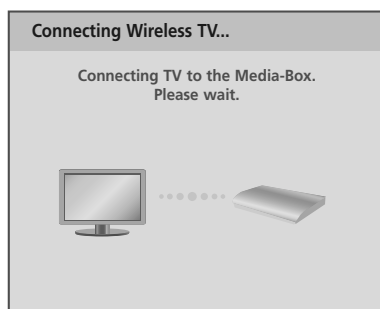 Connecting Wireless TV...
Connecting TV to the Media-Box.
Please wait.